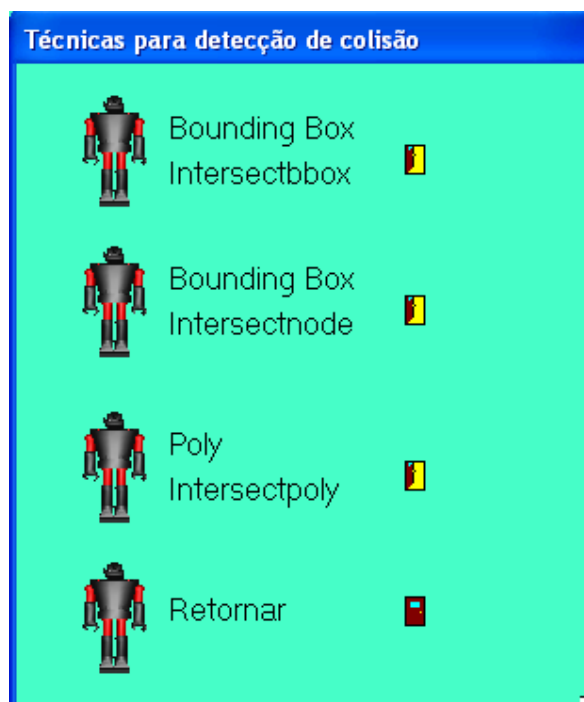 Técnicas para detecção de colisão
Bounding Box
Intersectbbox
Bounding Box
Intersectnode
Poly
Intersectpoly
Retornar